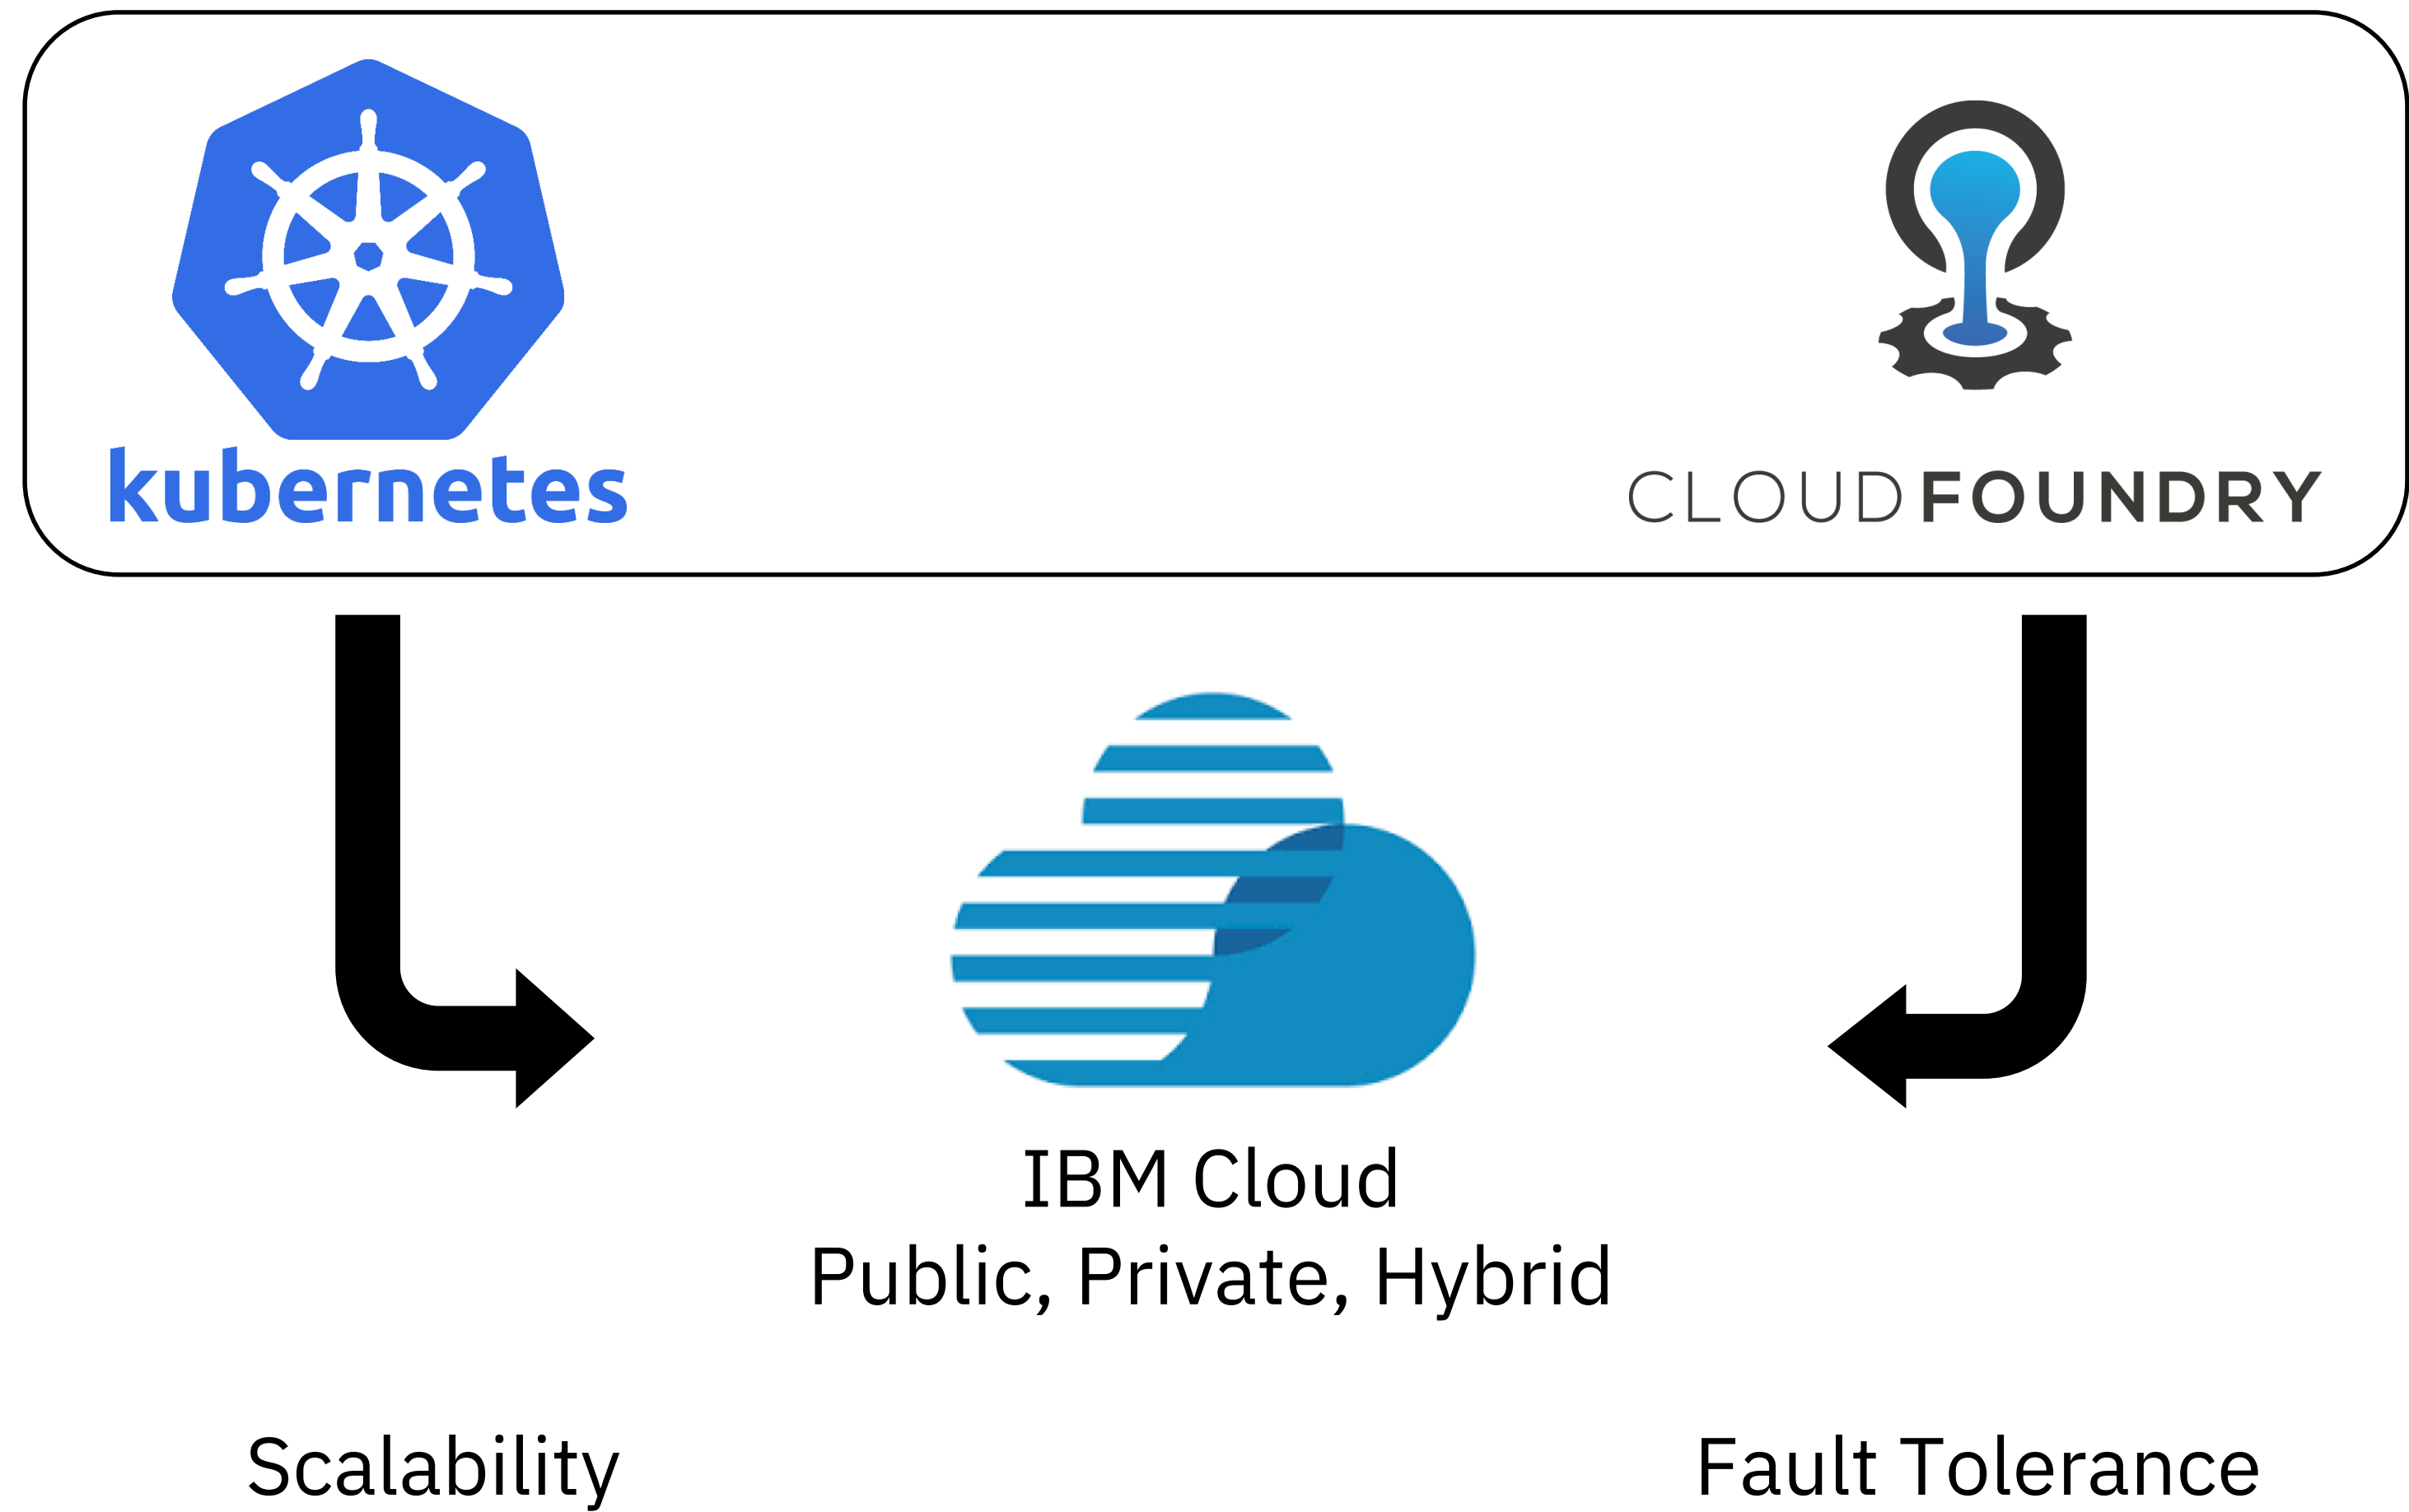 kubernetes
CLOUD FOUNDRY
IBM Cloud
Public, Private, Hybrid
Scalability
Fault Tolerance